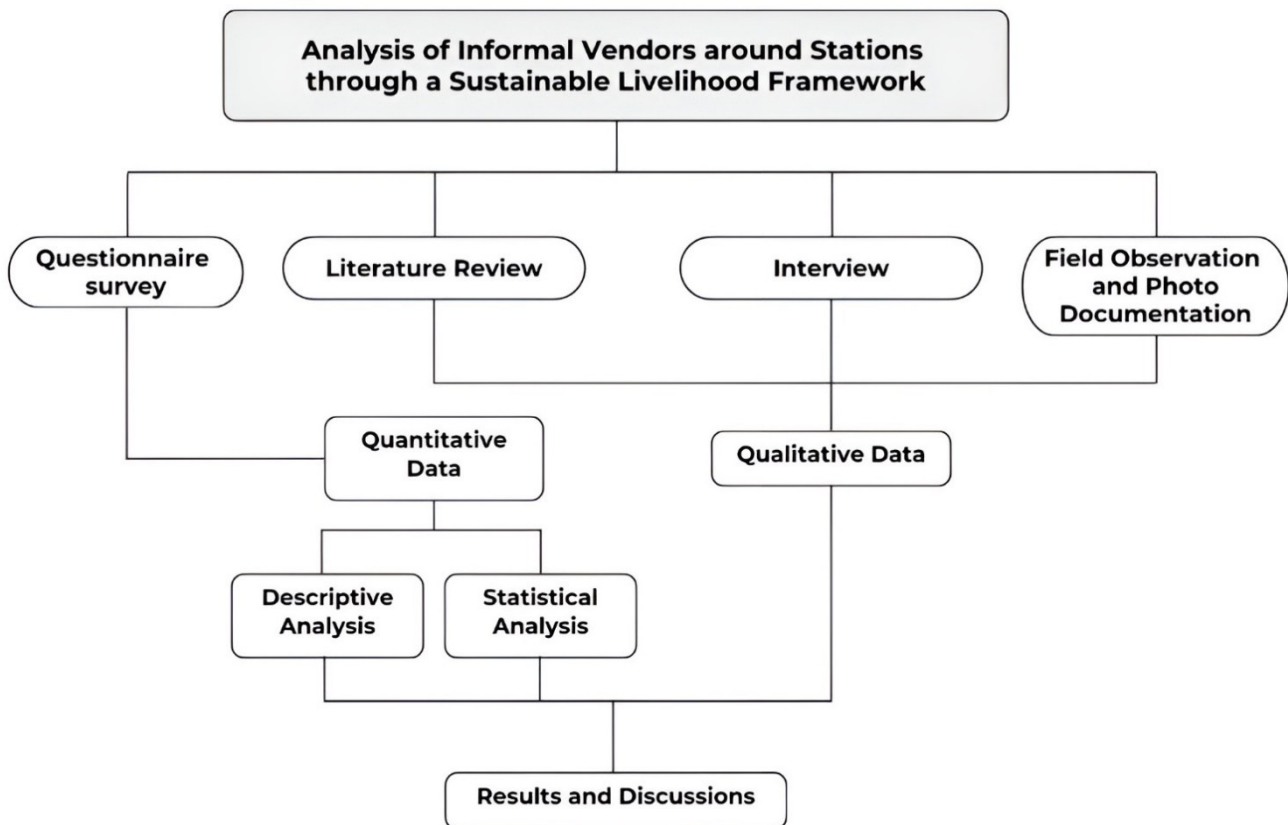 Analysis of Informal Vendors around Stations
through a Sustainable Livelihood Framework
Questionnaire
survey
Literature Review
Interview
Field Observation
and Photo
Documentation
Quantitative
Data
Qualitative Data
Descriptive
Analysis
Statistical
Analysis
Results and Discussions